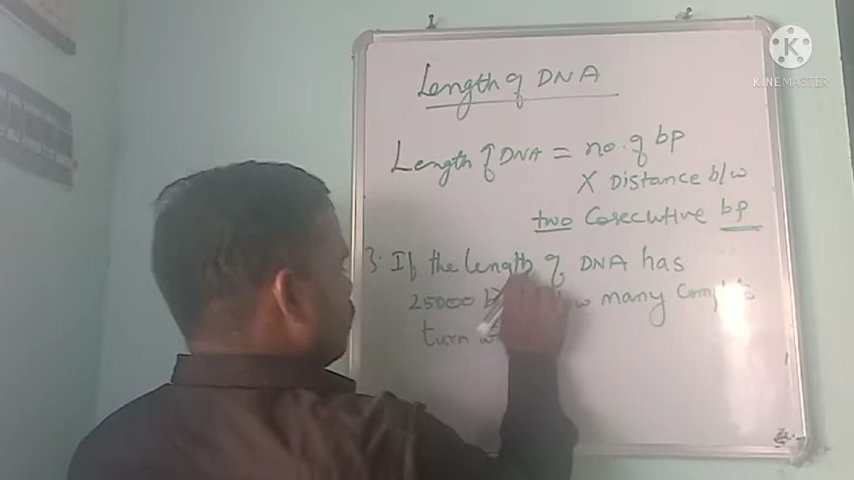 Length of DNA
Length of DNA = no. of bp
X Distance b/w
two Cosecutive bp
3. If the length of DNA has
25000 many
turn
K
KINEMASTER